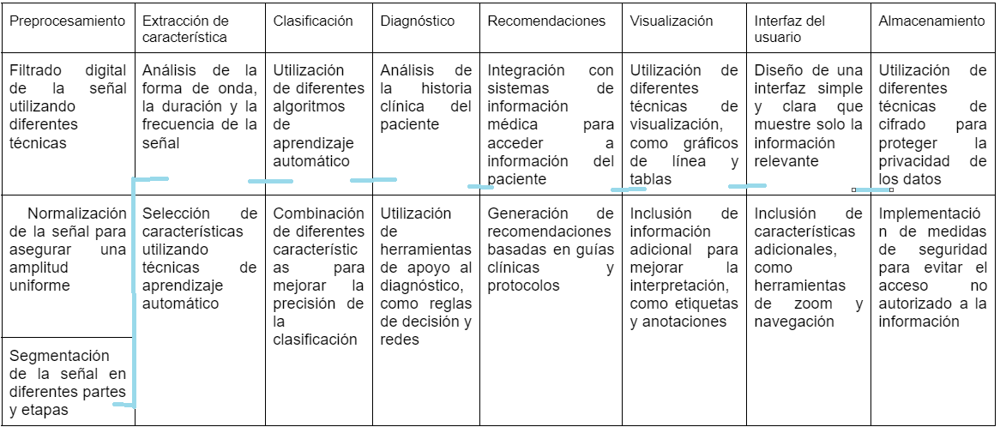 Preprocesamiento
Extracción de
característica
Clasificación
Diagnóstico
Recomendaciones
Visualización
Interfaz del
usuario
Almacenamiento
Filtrado digital
de la señal
utilizando
diferentes
técnicas
Análisis de la
forma de onda,
la duración y la
frecuencia de la
señal
Utilización
de diferentes
algoritmos
de
aprendizaje
automático
Análisis de
la historia
clínica del
paciente
Integración con
sistemas de
información
médica para
acceder a
información del
paciente
Utilización de
diferentes
técnicas de
visualización,
como gráficos
de línea y
tablas
Diseño de una
interfaz simple
y clara que
muestre solo la
información
relevante
Utilización de
diferentes
técnicas de
cifrado para
proteger la
privacidad de
los datos
Normalización
de la señal para
asegurar una
amplitud
uniforme
Selección de
características
utilizando
técnicas de
aprendizaje
automático
Combinación
de diferentes
característic
as para
mejorar la
precisión de
la
clasificación
Utilización
de
herramientas
de apoyo al
diagnóstico,
como reglas
de decisión y
redes
Generación de
recomendaciones
basadas en guías
clínicas y
protocolos
Inclusión de
información
adicional para
mejorar la
interpretación,
como etiquetas
y anotaciones
Inclusión de
características
adicionales,
como
herramientas
de zoom y
navegación
Implementació
n de medidas
de seguridad
para evitar el
acceso no
autorizado a la
información
Segmentación
de la señal en
diferentes partes
y etapas